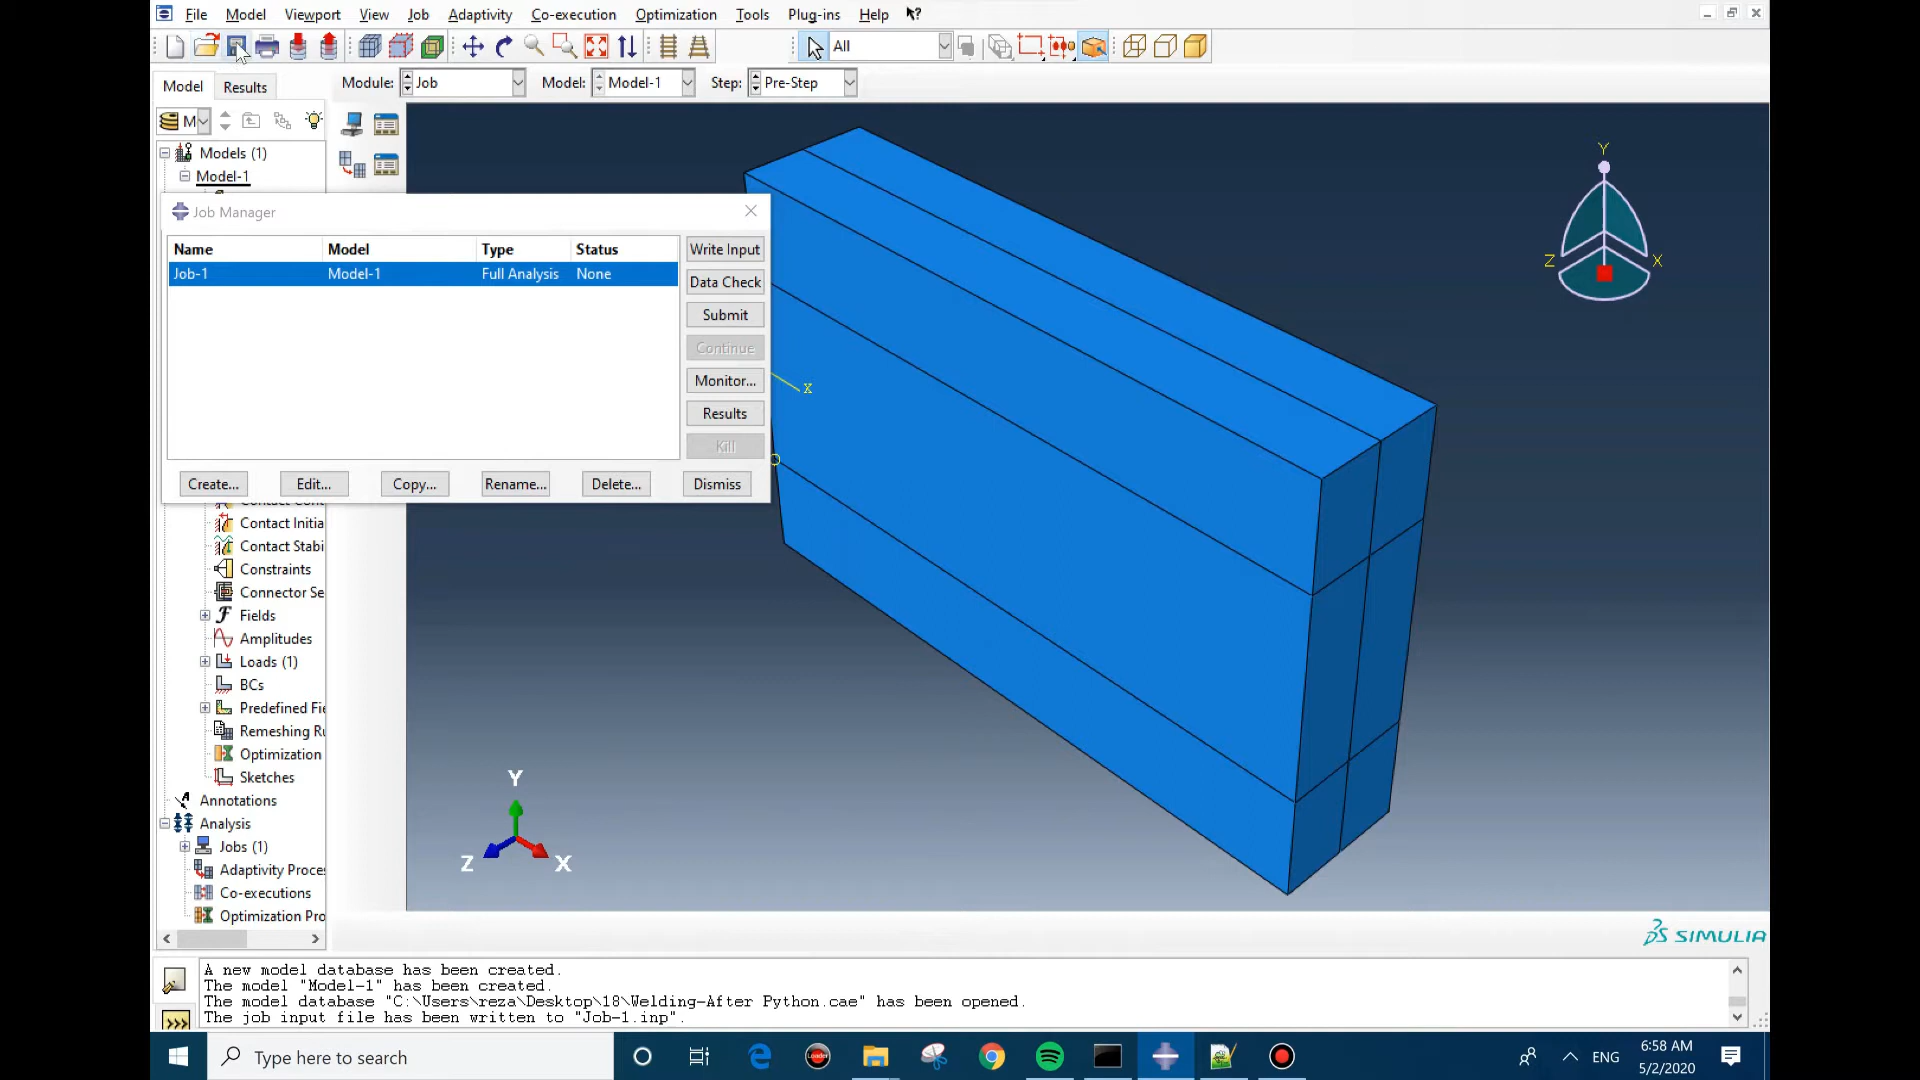 File Model Viewport View Job Adaptivity Co-execution Optimization Tools Plug-ins Help
All
Model Results
Module: Job Model: Model-1 Step: Pre-Step
M
Models (1)
Model-1
Job Manager
Name Model Type Status
Job-1 Model-1 Full Analysis None
Write Input
Data Check
Submit
Continue
Monitor...
Results
Kill
Create... Edit... Copy... Rename... Delete... Dismiss
Contact Initia
Contact Stabi
Constraints
Connector Se
Fields
Amplitudes
Loads (1)
BCs
Predefined Fie
Remeshing Ru
Optimization
Sketches
Annotations
Analysis
Jobs (1)
Adaptivity Proce
Co-executions
Optimization Pro
X
Y
Z
X
Y
Z
X
SIMULIA
A new model database has been created.
The model "Model-1" has been created.
The model database "C:\Users\reza\Desktop\18\Welding-After Python.cae" has been opened.
The job input file has been written to "Job-1.inp".
>>>
Type here to search
Loader
ENG
6:58 AM
5/2/2020